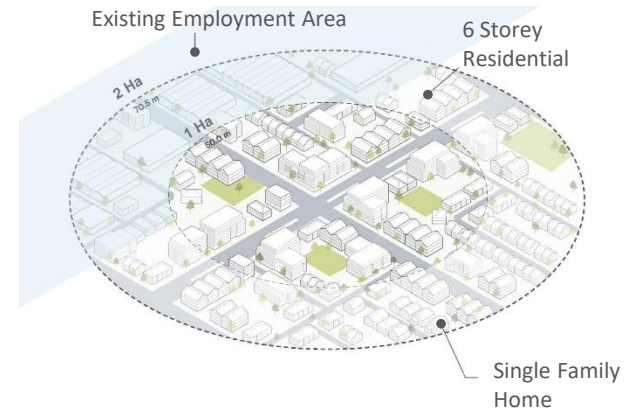 Existing Employment Area
6 Storey
Residential
2 Ha
70.5 m
1 Ha
50.0 m
Single Family
Home